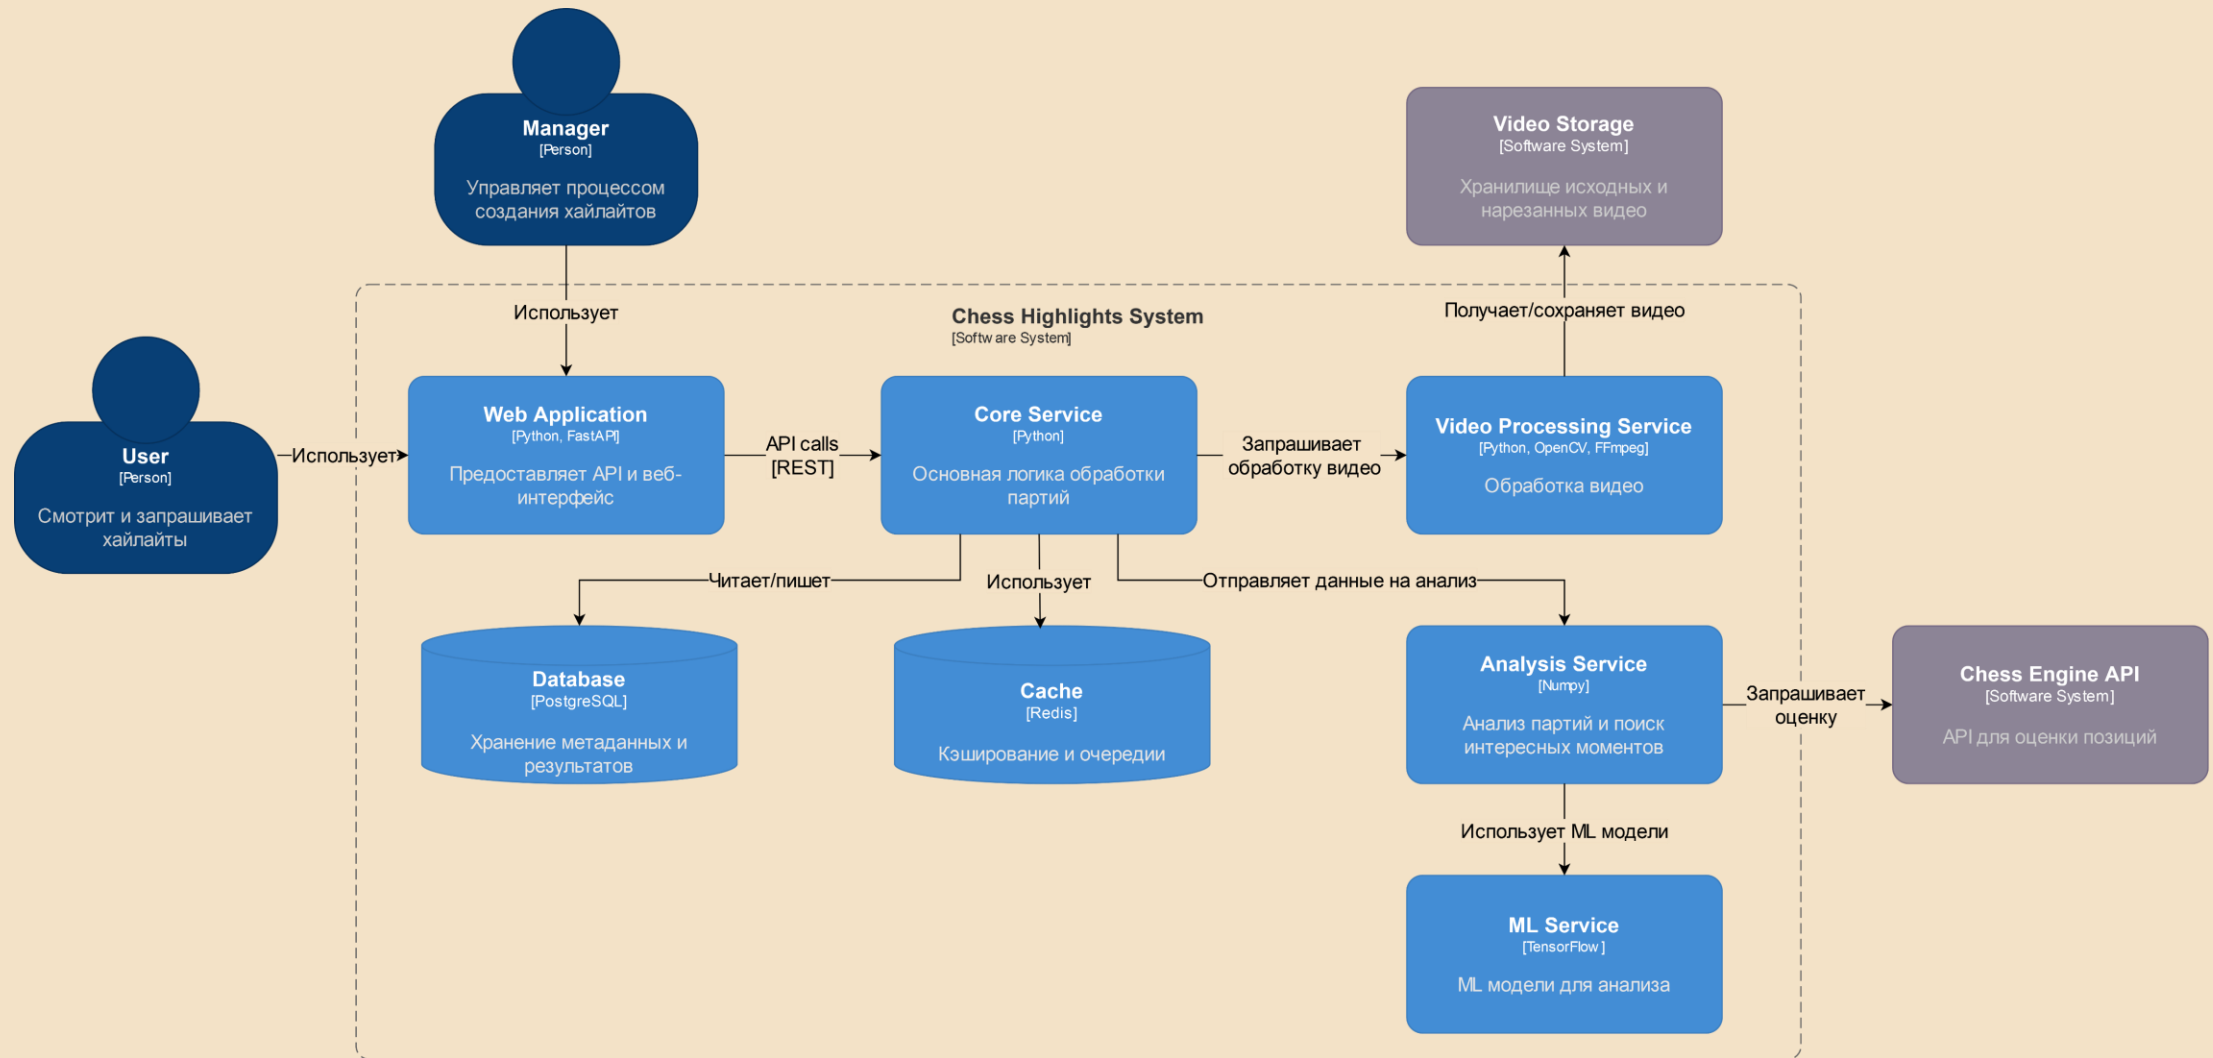 Manager
[Person]
Управляет процессом
создания хайлайтов
Video Storage
[Software System]
Хранилище исходных и
нарезанных видео
Использует
Chess Highlights System
[Software System]
Получает/сохраняет видео
User
[Person]
Смотрит и запрашивает
хайлайты
Использует
Web Application
[Python, FastAPI]
Предоставляет API и веб-
интерфейс
API calls
[REST]
Core Service
[Python]
Основная логика обработки
партий
Запрашивает
обработку видео
Video Processing Service
[Python, OpenCV, FFmpeg]
Обработка видео
Читает/пишет
Использует
Отправляет данные на анализ
Database
[PostgreSQL]
Хранение метаданных и
результатов
Cache
[Redis]
Кэширование и очередии
Analysis Service
[Numpy]
Анализ партий и поиск
интересных моментов
Запрашивает
оценку
Chess Engine API
[Software System]
API для оценки позиций
Использует ML модели
ML Service
[TensorFlow]
ML модели для анализа